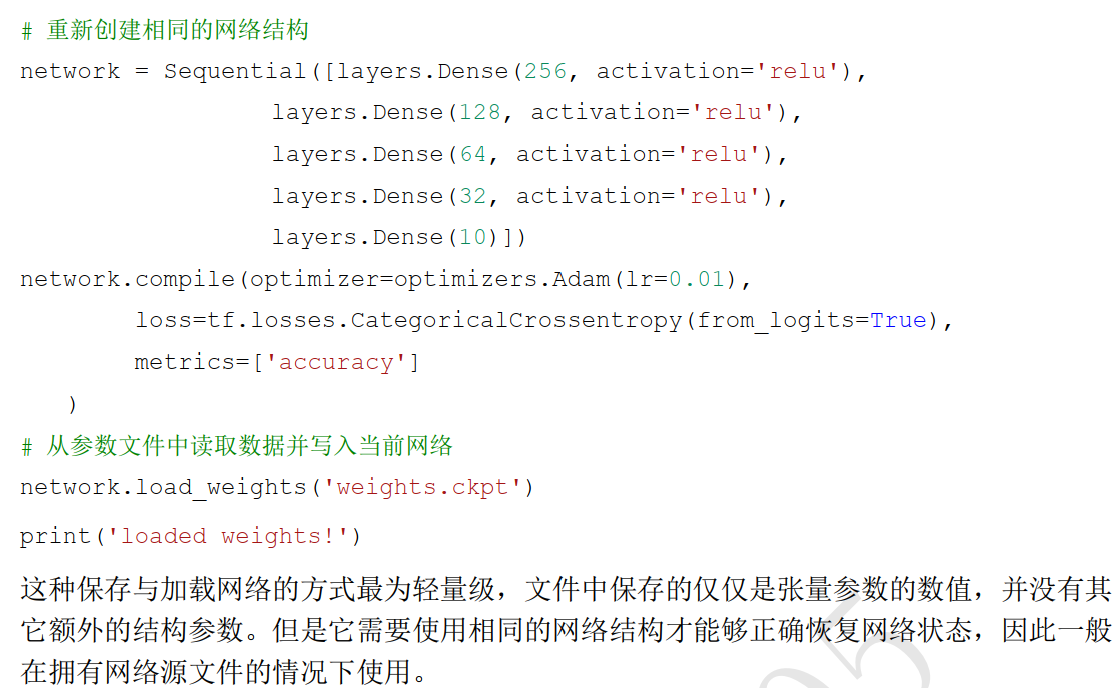 # 重新创建相同的网络结构
network = Sequential([layers.Dense(256, activation='relu'),
layers.Dense(128, activation='relu'),
layers.Dense(64, activation='relu'),
layers.Dense(32, activation='relu'),
layers.Dense(10)])
network.compile(optimizer=optimizers.Adam(lr=0.01),
loss=tf.losses.CategoricalCrossentropy(from_logits=True),
metrics=['accuracy']
)
# 从参数文件中读取数据并写入当前网络
network.load_weights('weights.ckpt')
print('loaded weights!')
这种保存与加载网络的方式最为轻量级，文件中保存的仅仅是张量参数的数值，并没有其
它额外的结构参数。但是它需要使用相同的网络结构才能够正确恢复网络状态，因此一般
在拥有网络源文件的情况下使用。